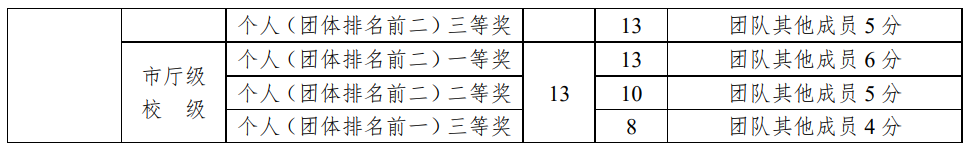 个人（团体排名前二）三等奖 13 团队其他成员 5 分
市厅级
校 级
个人（团体排名前二）一等奖 13 13 团队其他成员 6 分
个人（团体排名前二）二等奖 10 团队其他成员 5 分
个人（团体排名前一）三等奖 8 团队其他成员 4 分